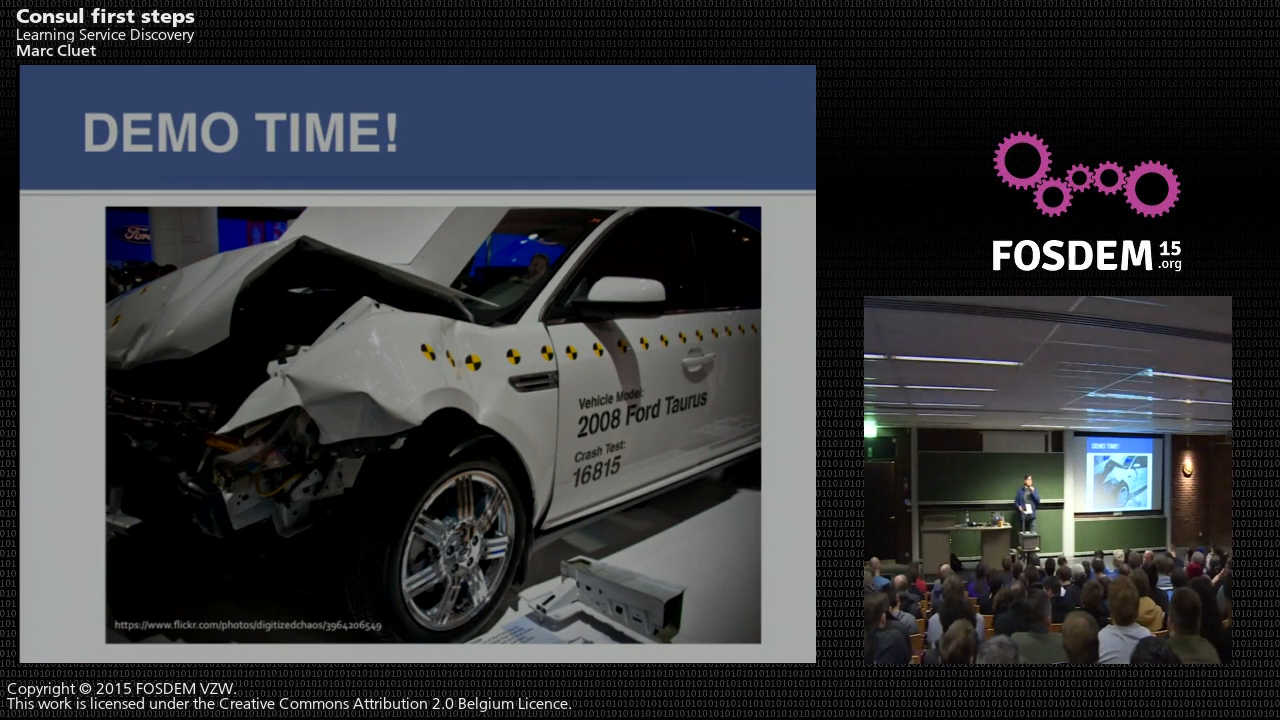 Consul first steps
Learning Service Discovery
Marc Cluet
DEMO TIME!
Ford
Vehicle Model:
2008 Ford Taurus
Crash Test:
16815
https://www.flickr.com/photos/digitizedchaos/3964206549
FOSDEM 15
.org
DEMO TIME!
Copyright © 2015 FOSDEM VZW.
This work is licensed under the Creative Commons Attribution 2.0 Belgium Licence.